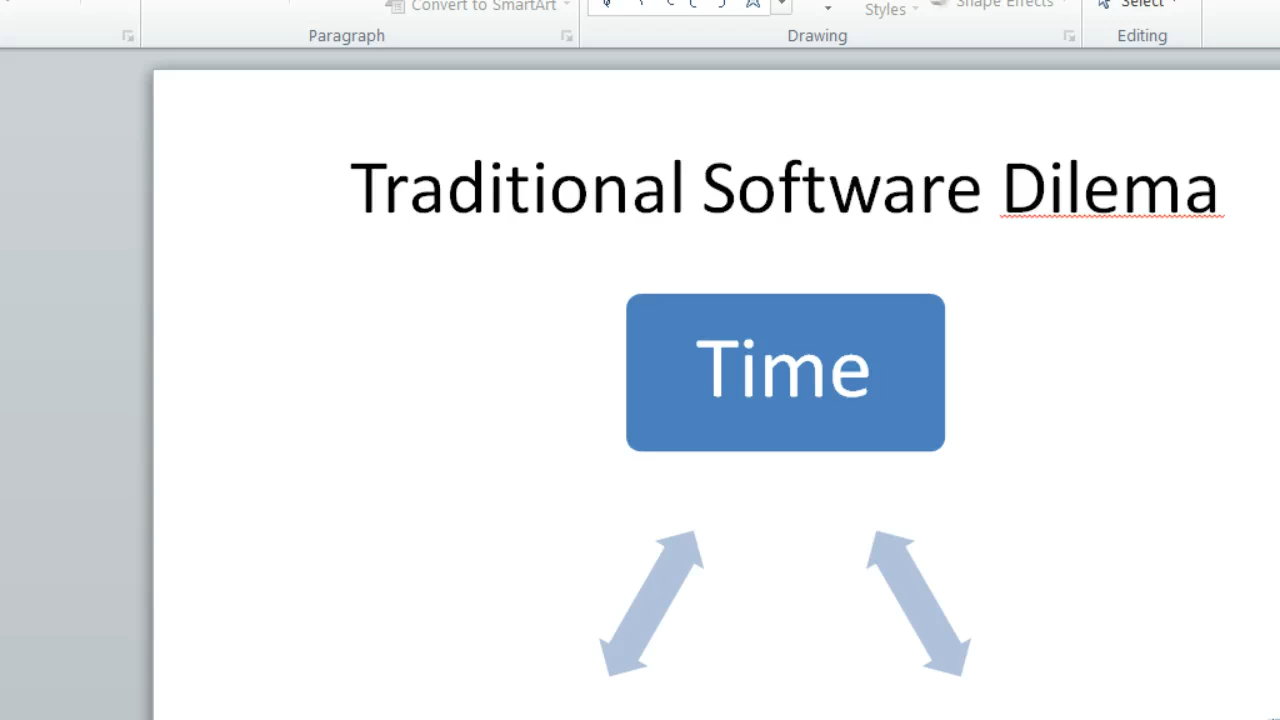 Convert to SmartArt
Styles
Shape Effects
Select
Paragraph
Drawing
Editing
Traditional Software Dilema
Time